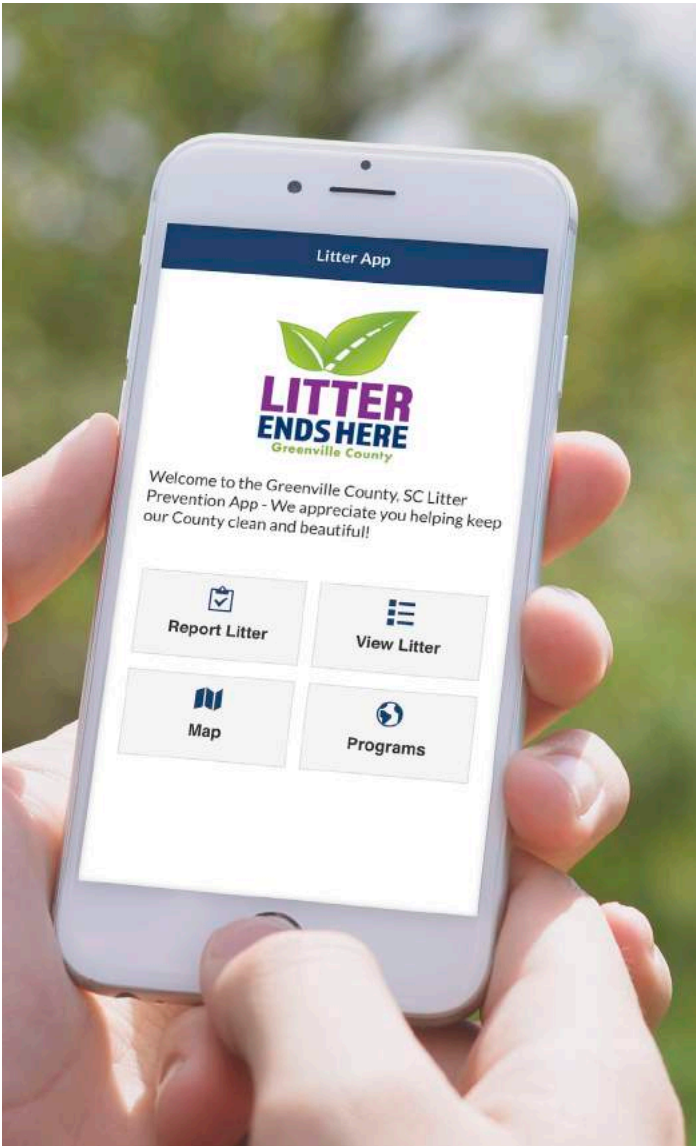 Litter App
LITTER
ENDS HERE
Greenville County
Welcome to the Greenville County, SC Litter
Prevention App - We appreciate you helping keep
our County clean and beautiful!
Report Litter
View Litter
Map
Programs